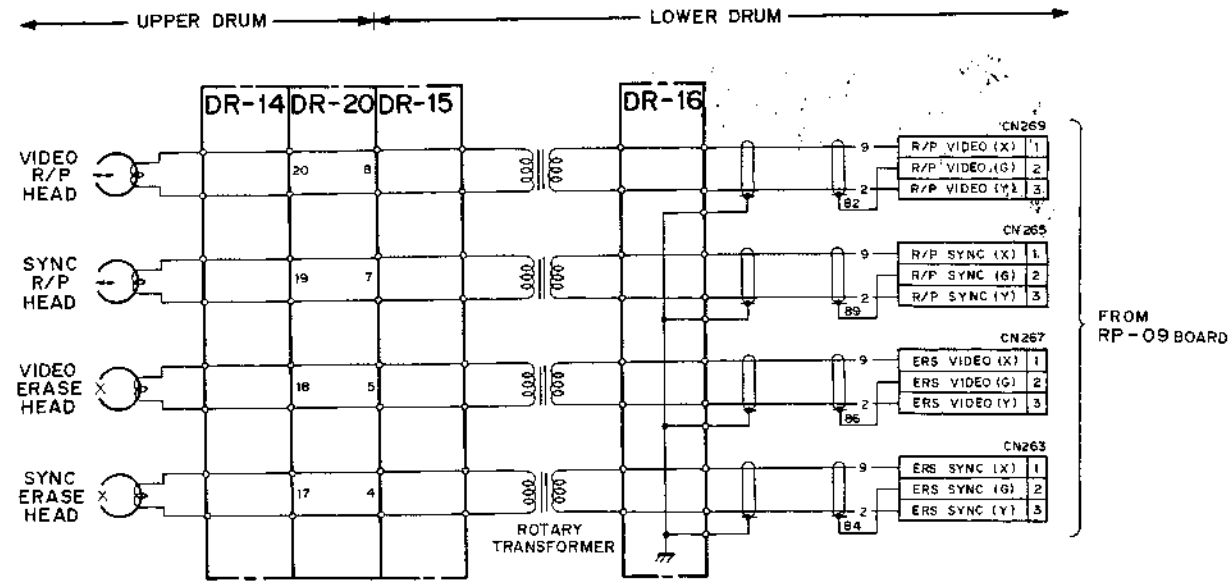 UPPER DRUM LOWER DRUM
DR-14 DR-20 DR-15 DR-16
CN269
VIDEO
R/P
HEAD
20 8
9 R/P VIDEO (X) 1
R/P VIDEO (G) 2
2 R/P VIDEO (Y) 3
82
CN265
SYNC
R/P
HEAD
19 7
9 R/P SYNC (X) 1
R/P SYNC (G) 2
2 R/P SYNC (Y) 3
89
FROM
RP-09 BOARD
CN267
VIDEO
ERASE
HEAD
18 5
9 ERS VIDEO (X) 1
ERS VIDEO (G) 2
2 ERS VIDEO (Y) 3
86
CN263
SYNC
ERASE
HEAD
17 4
9 ERS SYNC (X) 1
ERS SYNC (G) 2
2 ERS SYNC (Y) 3
84
ROTARY
TRANSFORMER